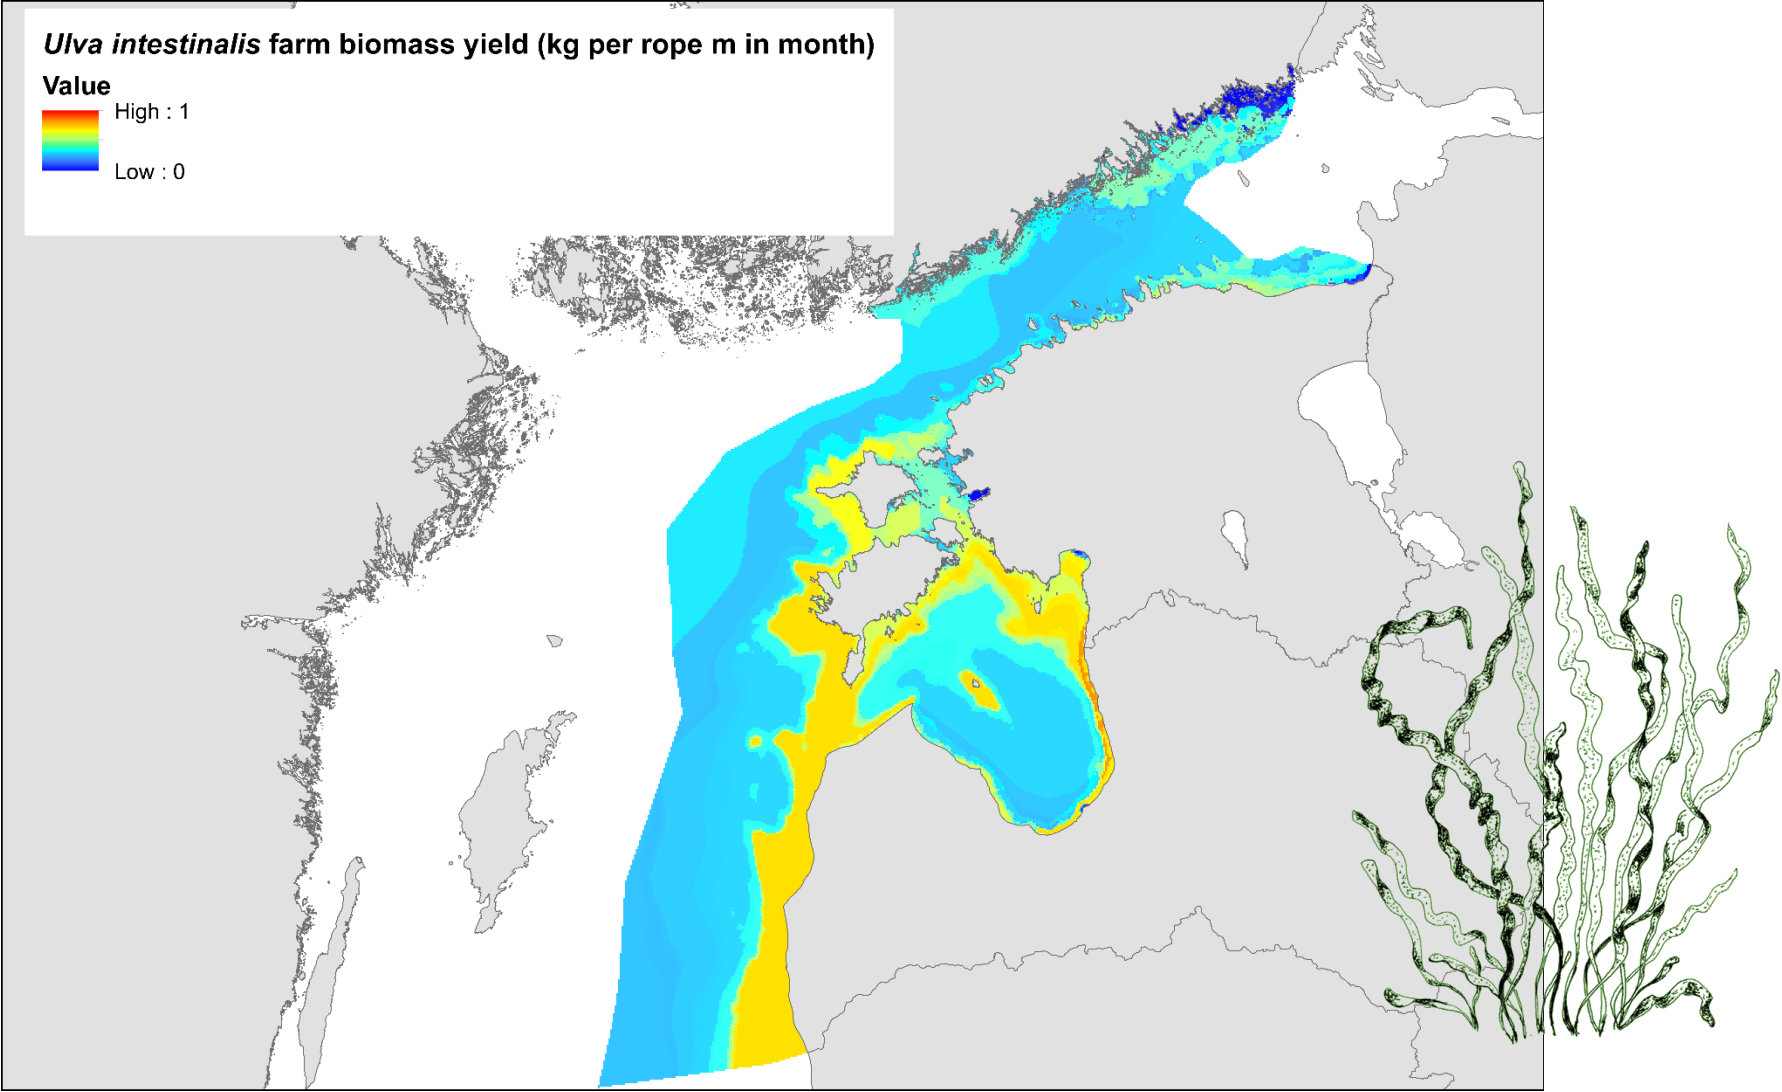 Ulva intestinalis farm biomass yield (kg per rope m in month)
Value
High : 1
Low : 0